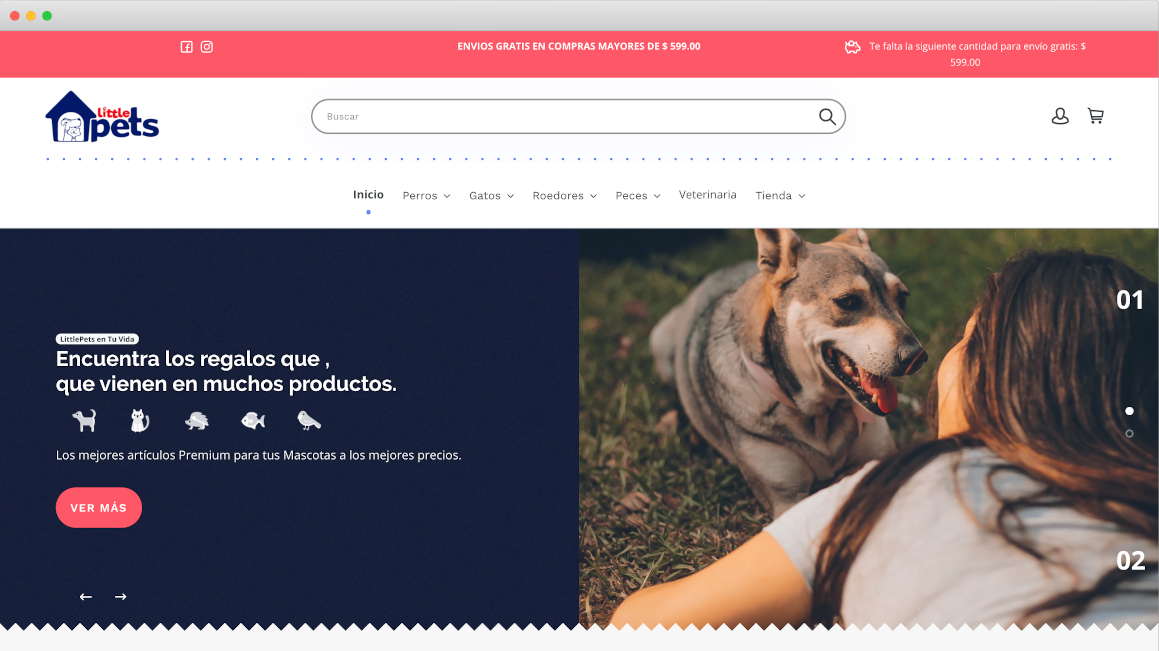 ENVIOS GRATIS EN COMPRAS MAYORES DE $ 599.00
Te falta la siguiente cantidad para envío gratis: $
599.00
little
pets
Buscar
Inicio Perros Gatos Roedores Peces Veterinaria Tienda
LittlePets en Tu Vida
Encuentra los regalos que ,
que vienen en muchos productos.
Los mejores artículos Premium para tus Mascotas a los mejores precios.
VER MÁS
01
02